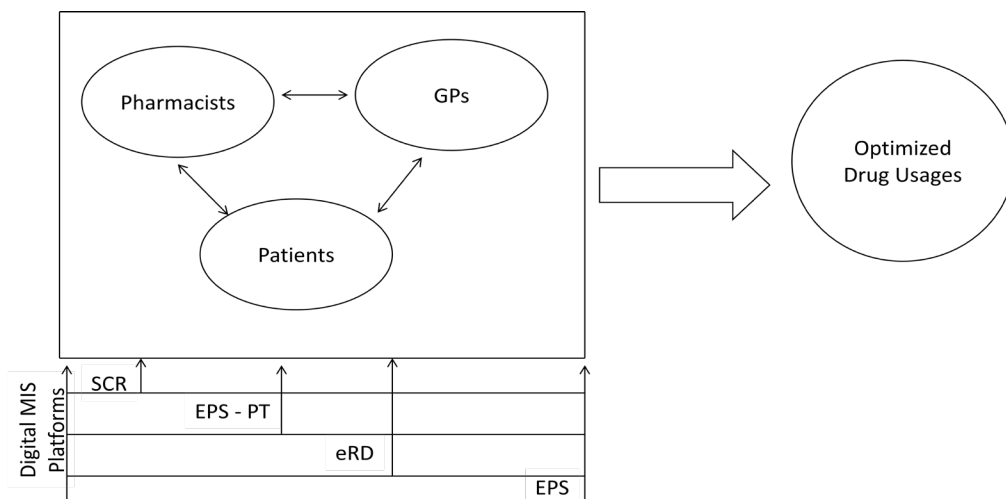 Pharmacists
GPs
Patients
Optimized
Drug Usages
Digital MIS
Platforms
SCR
EPS - PT
eRD
EPS